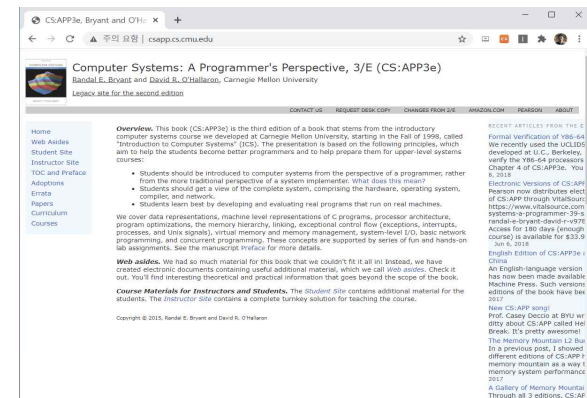 CS:APP3e, Bryant and O'Ha
주의 요함 | csapp.cs.cmu.edu
Computer Systems: A Programmer's Perspective, 3/E (CS:APP3e)
Randal E. Bryant and David R. O'Hallaron, Carnegie Mellon University
Legacy site for the second edition
CONTACT US REQUEST DESK COPY CHANGES FROM 2/E AMAZON.COM PEARSON ABOUT
Home
Web Asides
Student Site
Instructor Site
TOC and Preface
Adoptions
Errata
Papers
Curriculum
Courses
Overview. This book (CS:APP3e) is the third edition of a book that stems from the introductory
computer systems course we developed at Carnegie Mellon University, starting in the Fall of 1998, called
"Introduction to Computer Systems" (ICS). The presentation is based on the following principles, which
aim to help the students become better programmers and to help prepare them for upper-level systems
courses:
• Students should be introduced to computer systems from the perspective of a programmer, rather
from the more traditional perspective of a system implementer. What does this mean?
• Students should get a view of the complete system, comprising the hardware, operating system,
compiler, and network.
• Students learn best by developing and evaluating real programs that run on real machines.
We cover data representations, machine level representations of C programs, processor architecture,
program optimizations, the memory hierarchy, linking, exceptional control flow (exceptions, interrupts,
processes, and Unix signals), virtual memory and memory management, system-level I/O, basic network
programming, and concurrent programming. These concepts are supported by series of fun and hands-on
lab assignments. See the manuscript Preface for more details.
Web asides. We had so much material for this book that we couldn't fit it all in! Instead, we have
created electronic documents containing useful additional material, which we call Web asides. Check it
out. You'll find interesting theoretical and practical information that goes beyond the scope of the book.
Course Materials for Instructors and Students. The Student Site contains additional material for the
students. The Instructor Site contains a complete turnkey solution for teaching the course.
Copyright © 2015, Randal E. Bryant and David R. O'Hallaron
RECENT ARTICLES FROM THE
Formal Verification of Y86-64
We recently used the UCLID5
developed at U.C., Berkeley,
verify the Y86-64 processors
Chapter 4 of CS:APP3e. You
6, 2018
Electronic Versions of CS:APP
Pearson now distributes elect
of CS:APP through VitalSourc
https://www.vitalsource.com
systems-a-programmer-39-s
randal-e-bryant-david-r-v978
Access for 180 days (enough
course) is available for $33.9
Jun 6, 2018
English Edition of CS:APP3e
China
An English-language version
has now been made available
Machine Press. Such versions
editions of the book have bee
2017
New CS:APP song!
Prof. Casey Deccio at BYU wr
ditty about CS:APP called Hel
Break. It's pretty awesome!
The Memory Mountain L2 Bu
In a previous post, I showed
different editions of CS:APP h
memory mountain as a way t
memory system performance
2017
A Gallery of Memory Mountai
Through all 3 editions, CS:AP